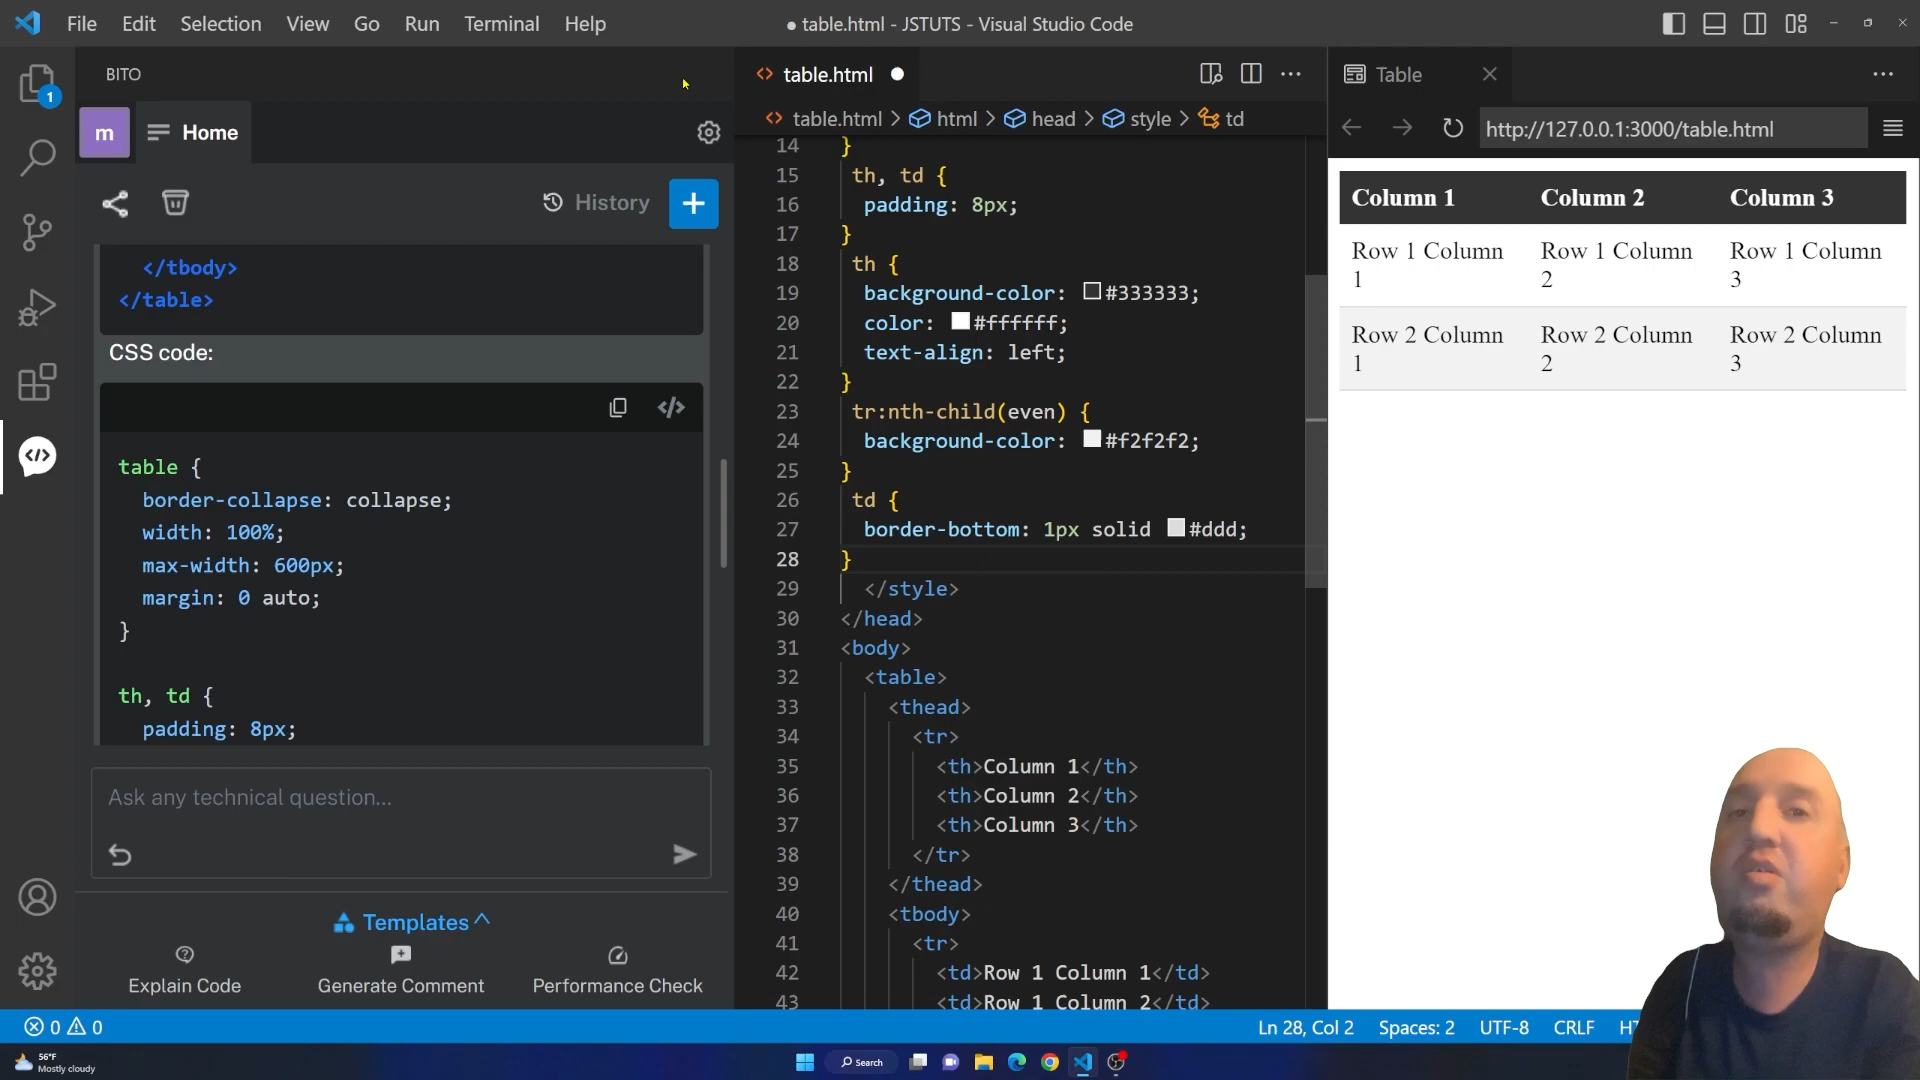 File Edit Selection View Go Run Terminal Help
● table.html - JSTUTS - Visual Studio Code
1
BITO
m
Home
History
+
</tbody>
</table>
CSS code:
</>
table {
border-collapse: collapse;
width: 100%;
max-width: 600px;
margin: 0 auto;
}
th, td {
padding: 8px;
Ask any technical question...
Templates
Explain Code
Generate Comment
Performance Check
table.html
table.html > html > head > style > td
14 }
15 th, td {
16 padding: 8px;
17 }
18 th {
19 background-color: #333333;
20 color: #ffffff;
21 text-align: left;
22 }
23 tr:nth-child(even) {
24 background-color: #f2f2f2;
25 }
26 td {
27 border-bottom: 1px solid #ddd;
28 }
29 </style>
30 </head>
31 <body>
32 <table>
33 <thead>
34 <tr>
35 <th>Column 1</th>
36 <th>Column 2</th>
37 <th>Column 3</th>
38 </tr>
39 </thead>
40 <tbody>
41 <tr>
42 <td>Row 1 Column 1</td>
43 <td>Row 1 Column 2</td>
Table
http://127.0.0.1:3000/table.html
Column 1 Column 2 Column 3
Row 1 Column 1
Row 1 Column 2
Row 1 Column 3
Row 2 Column 1
Row 2 Column 2
Row 2 Column 3
0 0
Ln 28, Col 2 Spaces: 2 UTF-8 CRLF
56°F
Mostly cloudy
Search